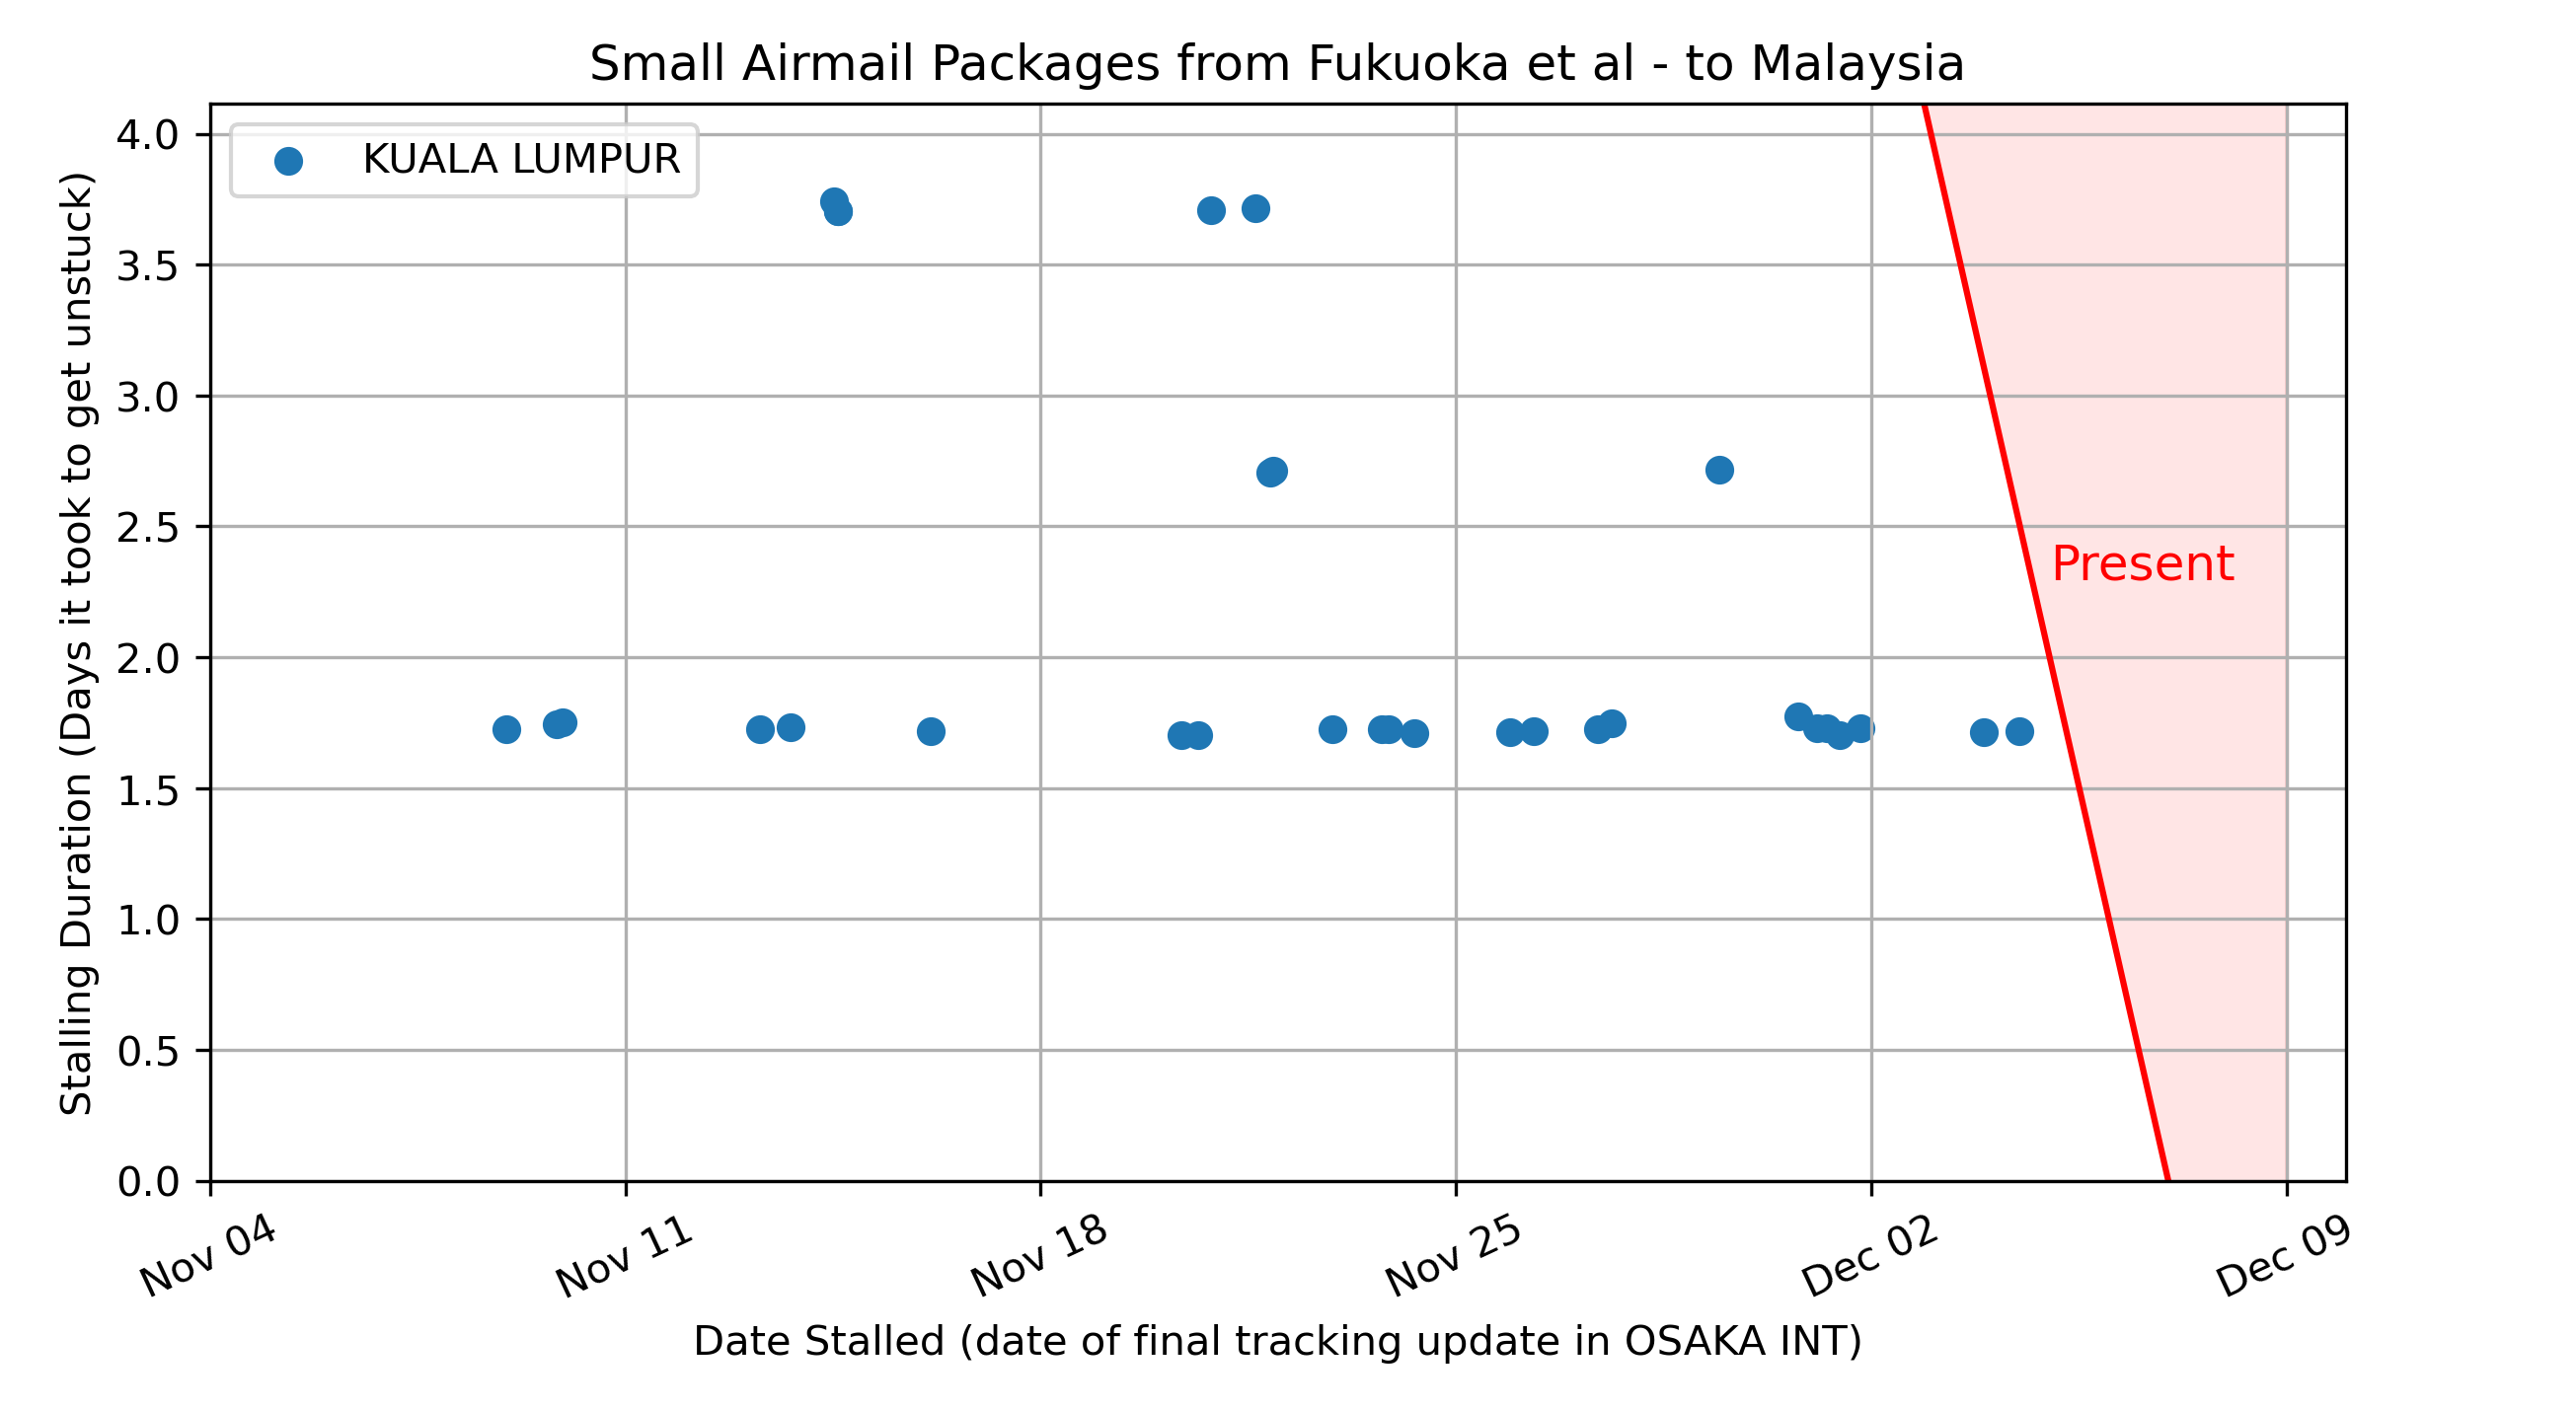 Small Airmail Packages from Fukuoka et al - to Malaysia
KUALA LUMPUR
Stalling Duration (Days it took to get unstuck)
4.0
3.5
3.0
2.5
2.0
1.5
1.0
0.5
0.0
Present
Nov 04
Nov 11
Nov 18
Nov 25
Dec 02
Dec 09
Date Stalled (date of final tracking update in OSAKA INT)